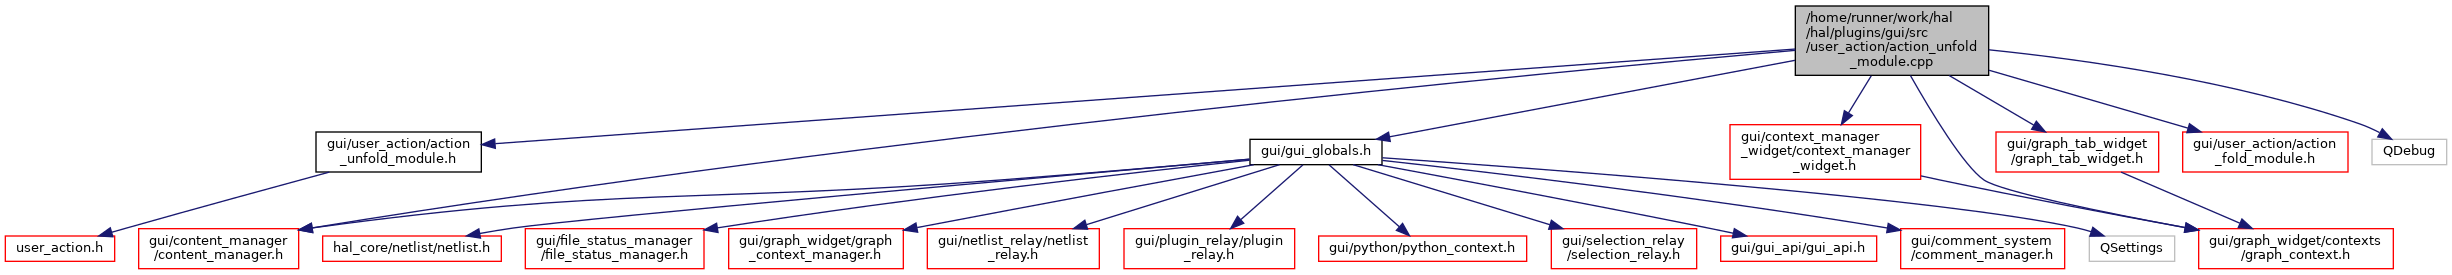 /home/runner/work/hal
/hal/plugins/gui/src
/user_action/action_unfold
_module.cpp
gui/user_action/action
_unfold_module.h
gui/gui_globals.h
gui/context_manager
_widget/context_manager
_widget.h
gui/graph_tab_widget
/graph_tab_widget.h
gui/user_action/action
_fold_module.h
QDebug
user_action.h
gui/content_manager
/content_manager.h
hal_core/netlist/netlist.h
gui/file_status_manager
/file_status_manager.h
gui/graph_widget/graph
_context_manager.h
gui/netlist_relay/netlist
_relay.h
gui/plugin_relay/plugin
_relay.h
gui/python/python_context.h
gui/selection_relay
/selection_relay.h
gui/gui_api/gui_api.h
gui/comment_system
/comment_manager.h
QSettings
gui/graph_widget/contexts
/graph_context.h